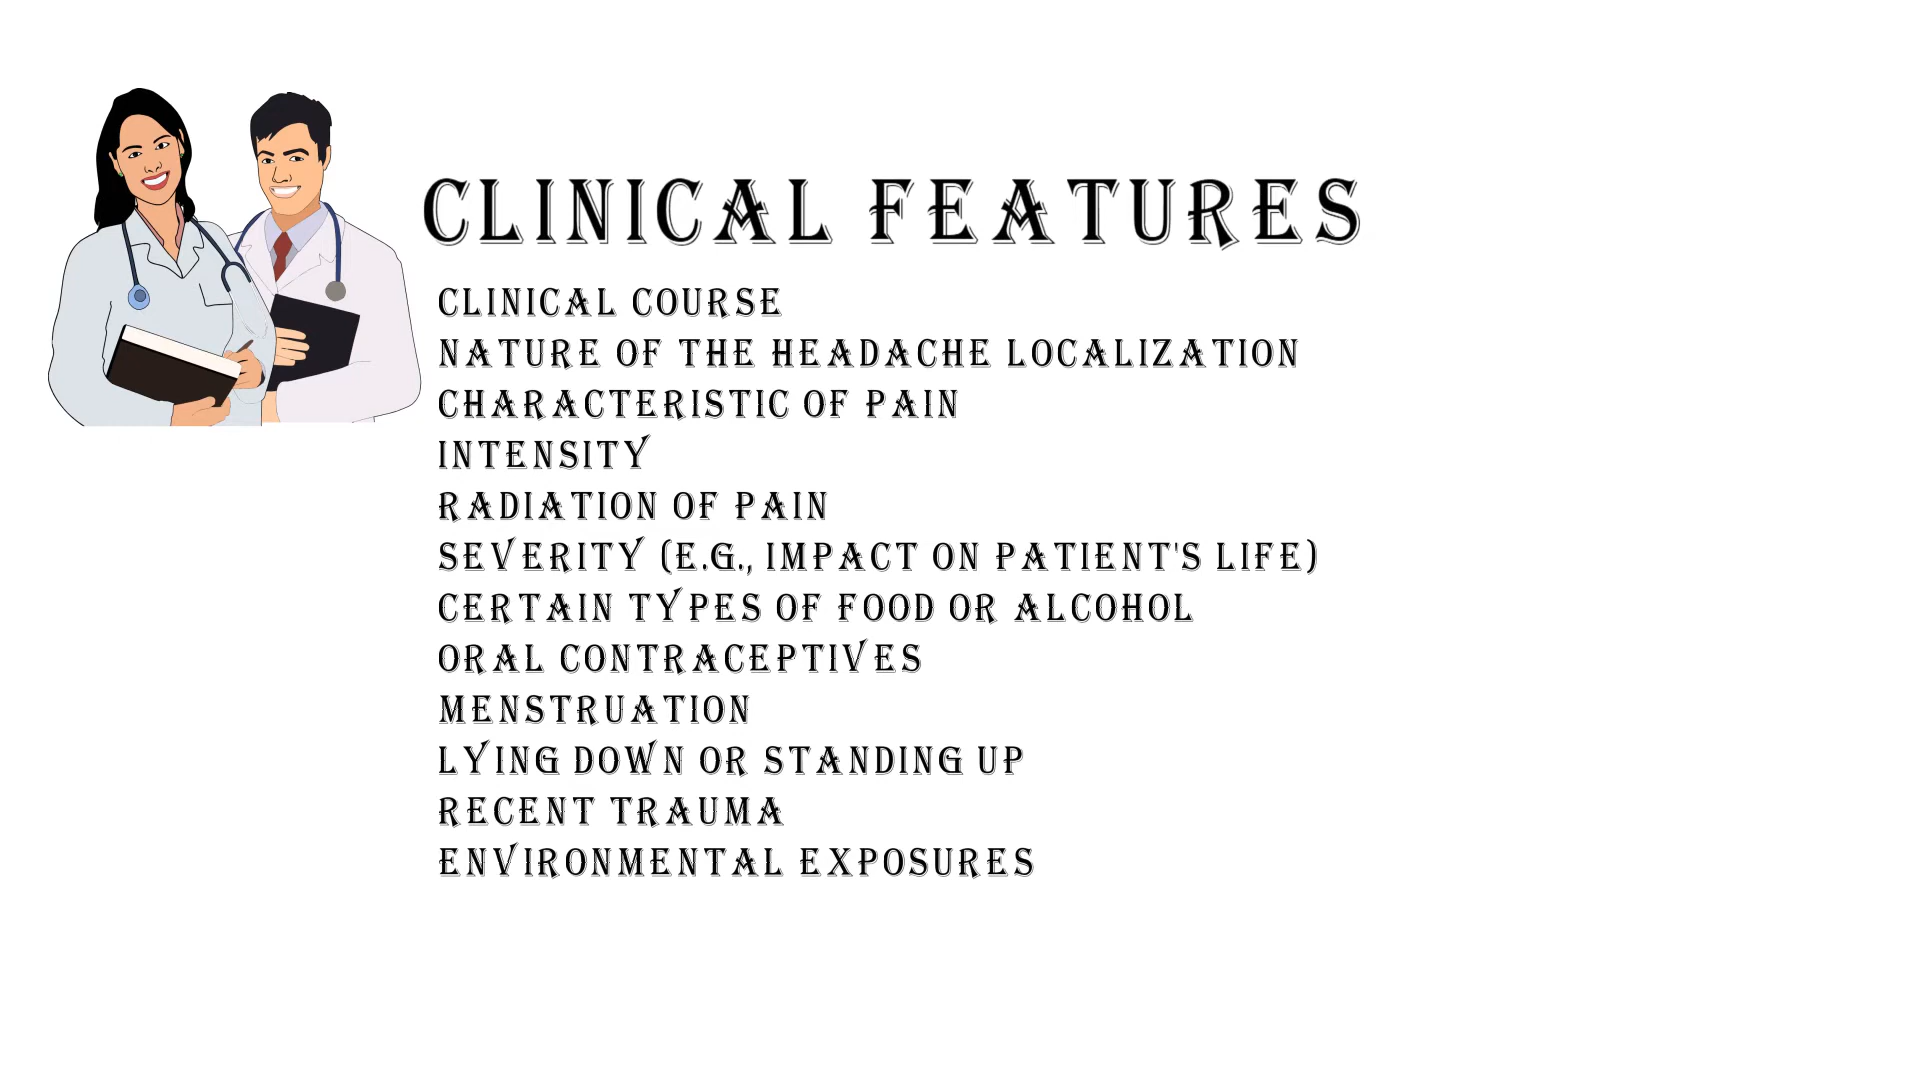 CLINICAL FEATURES
CLINICAL COURSE
NATURE OF THE HEADACHE LOCALIZATION
CHARACTERISTIC OF PAIN
INTENSITY
RADIATION OF PAIN
SEVERITY (E.G., IMPACT ON PATIENT'S LIFE)
CERTAIN TYPES OF FOOD OR ALCOHOL
ORAL CONTRACEPTIVES
MENSTRUATION
LYING DOWN OR STANDING UP
RECENT TRAUMA
ENVIRONMENTAL EXPOSURES